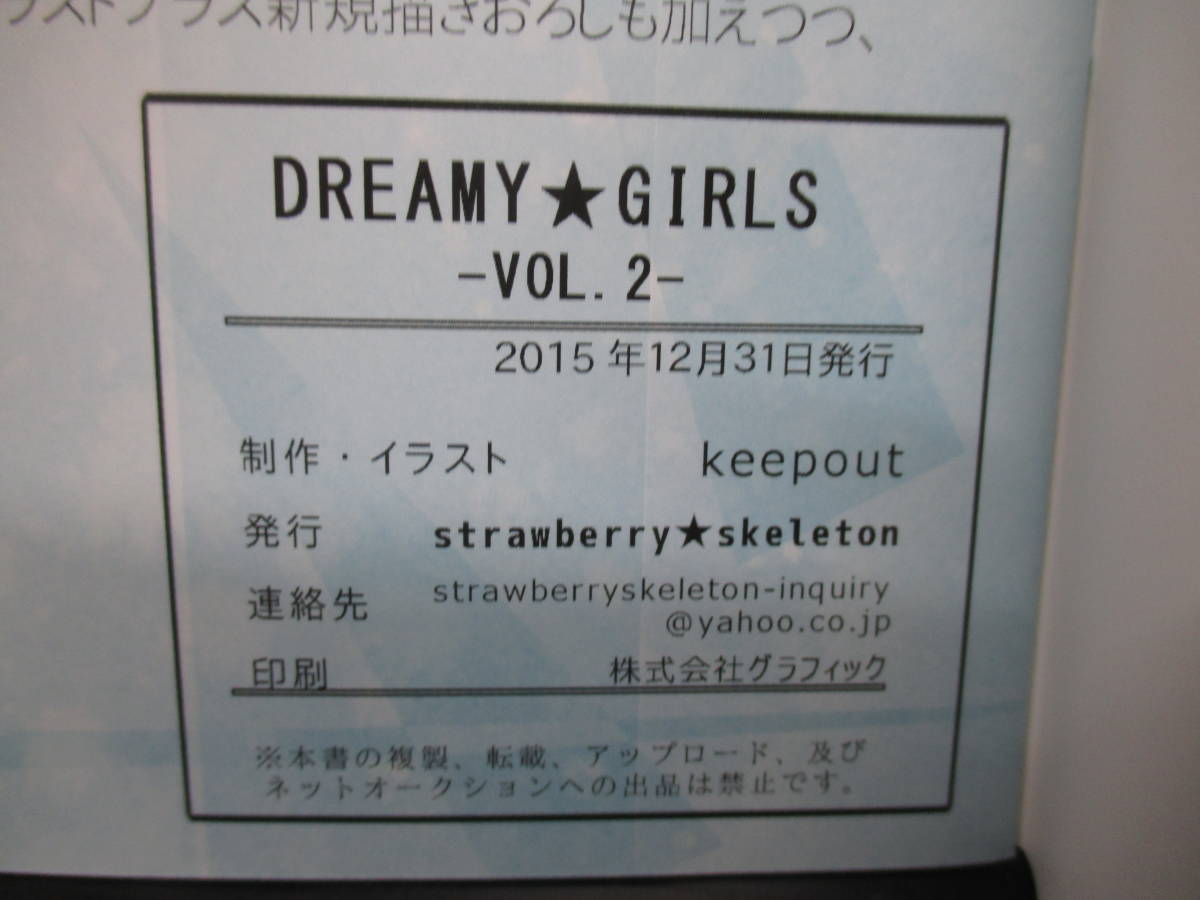 ラストプラス新規描きおろしも加えつつ、
DREAMY★GIRLS
-VOL.2-
2015年12月31日発行
制作・イラスト keepout
発行 strawberry★skeleton
連絡先 strawberryskeleton-inquiry
@yahoo.co.jp
印刷 株式会社グラフィック
※本書の複製、転載、アップロード、及び
ネットオークションへの出品は禁止です。